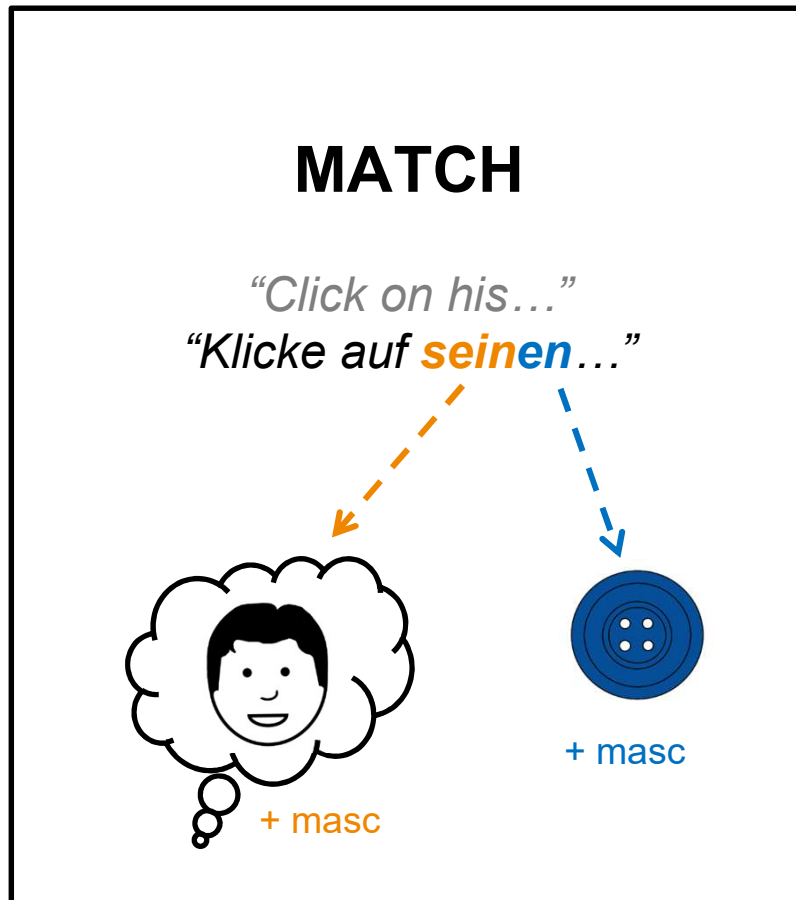 MATCH
“Click on his…”
“Klicke auf seinen…”
+ masc
+ masc